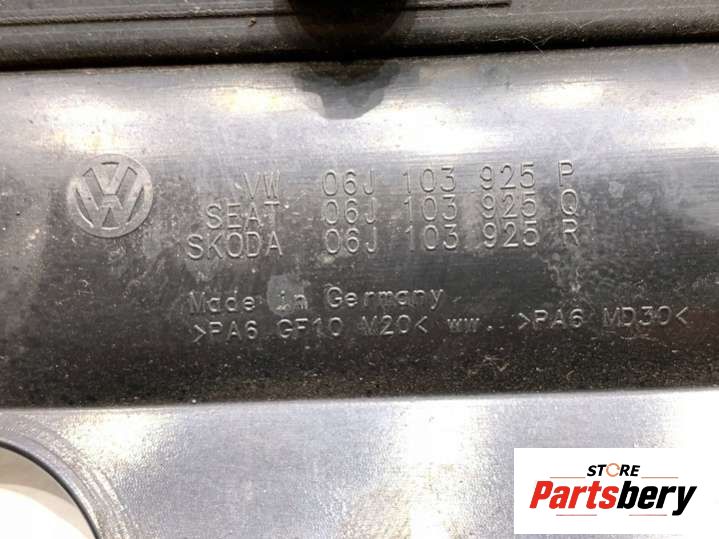 VW 06J 103 925 P
SEAT 06J 103 925 Q
SKODA 06J 103 925 R
Made in Germany
>PA6 GF10 M20< ww.. >PA6 MD30<
STORE
Partsbery